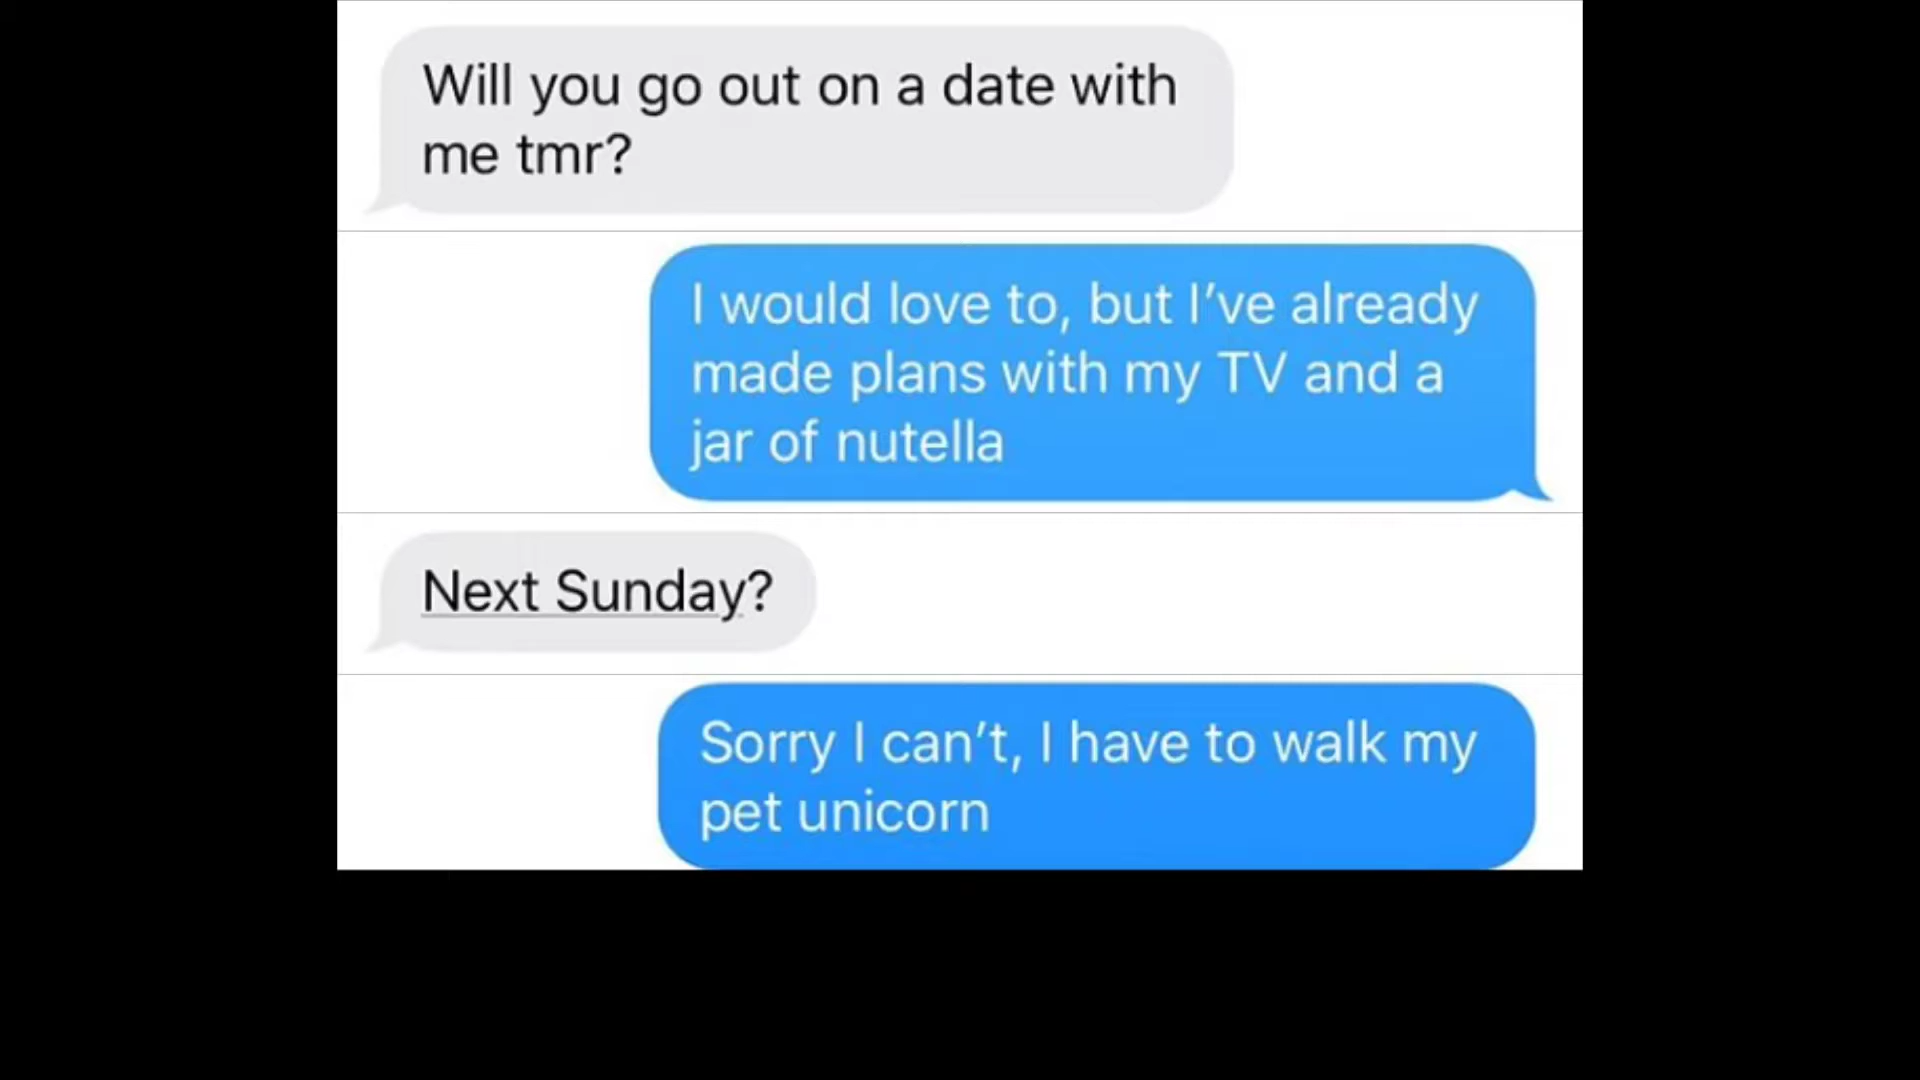 Will you go out on a date with
me tmr?
I would love to, but I’ve already
made plans with my TV and a
jar of nutella
Next Sunday?
Sorry I can’t, I have to walk my
pet unicorn